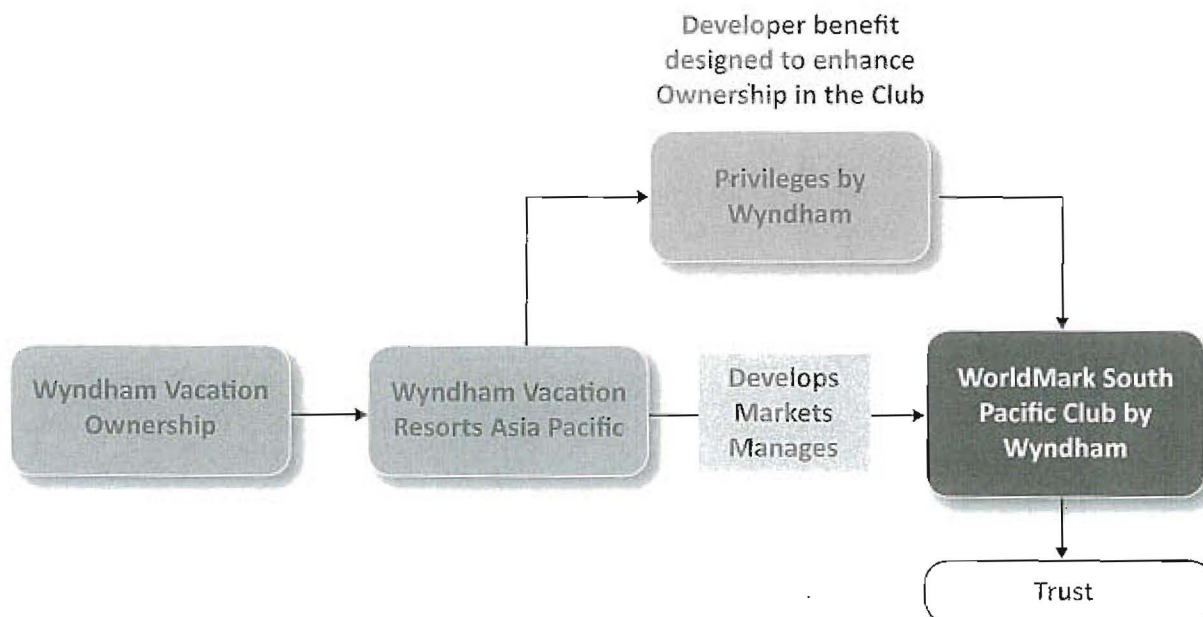 Developer benefit
designed to enhance
Ownership in the Club
Privileges by
Wyndham
Wyndham Vacation
Ownership
Wyndham Vacation
Resorts Asia Pacific
Develops
Markets
Manages
WorldMark South
Pacific Club by
Wyndham
Trust